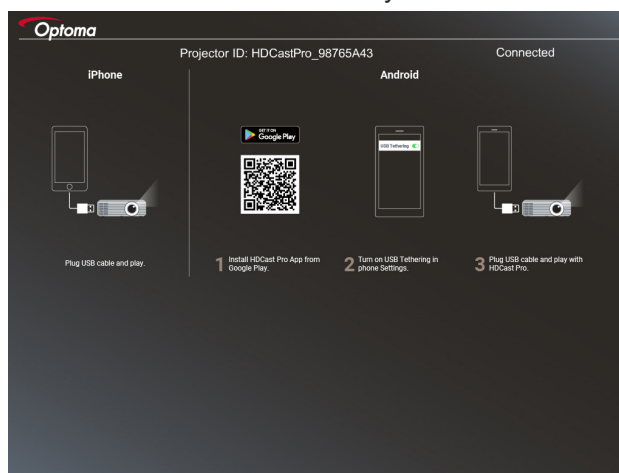 Optoma
Projector ID: HDCastPro_98765A43
Connected
iPhone
Android
GET IT ON
Google Play
USB Tethering
Plug USB cable and play.
1 Install HDCast Pro App from
Google Play.
2 Turn on USB Tethering in
phone Settings.
3 Plug USB cable and play with
HDCast Pro.